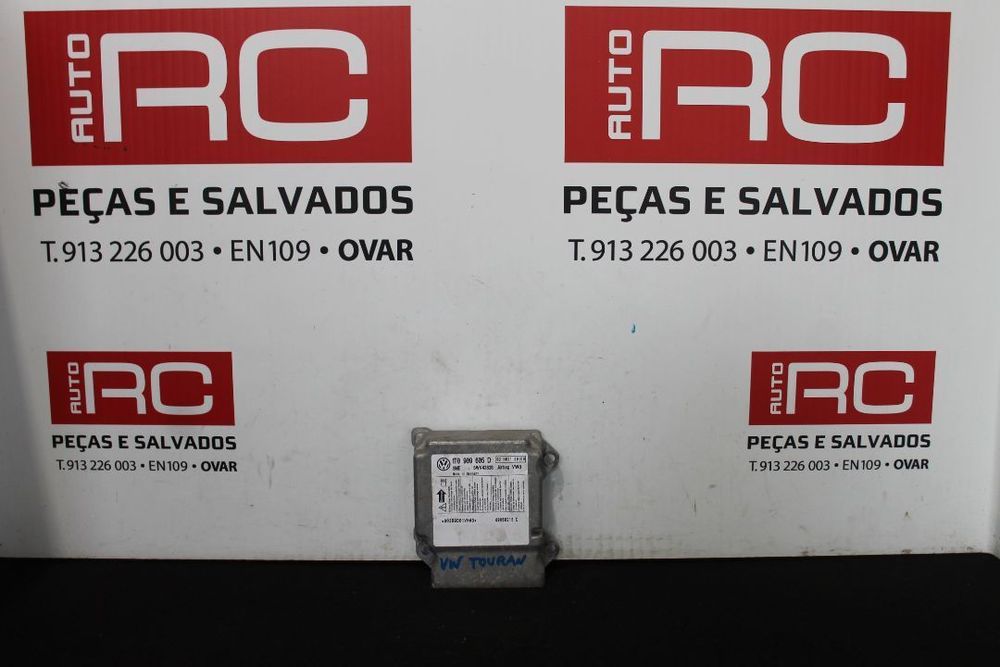 AUTO RC
PEÇAS E SALVADOS
T. 913 226 003 • EN109 • OVAR
AUTO RC
PEÇAS E SALVADOS
T. 913 226 003 • EN109 • OVAR
AUTO RC
PEÇAS E SALVADOS
T. 913 226 003 • EN109 • OVAR
AUTO RC
PEÇAS E SALVADOS
T. 913 226 003 • EN109 • OVAR
1T0 909 605 D
Airbag VW8
VW TOURAN